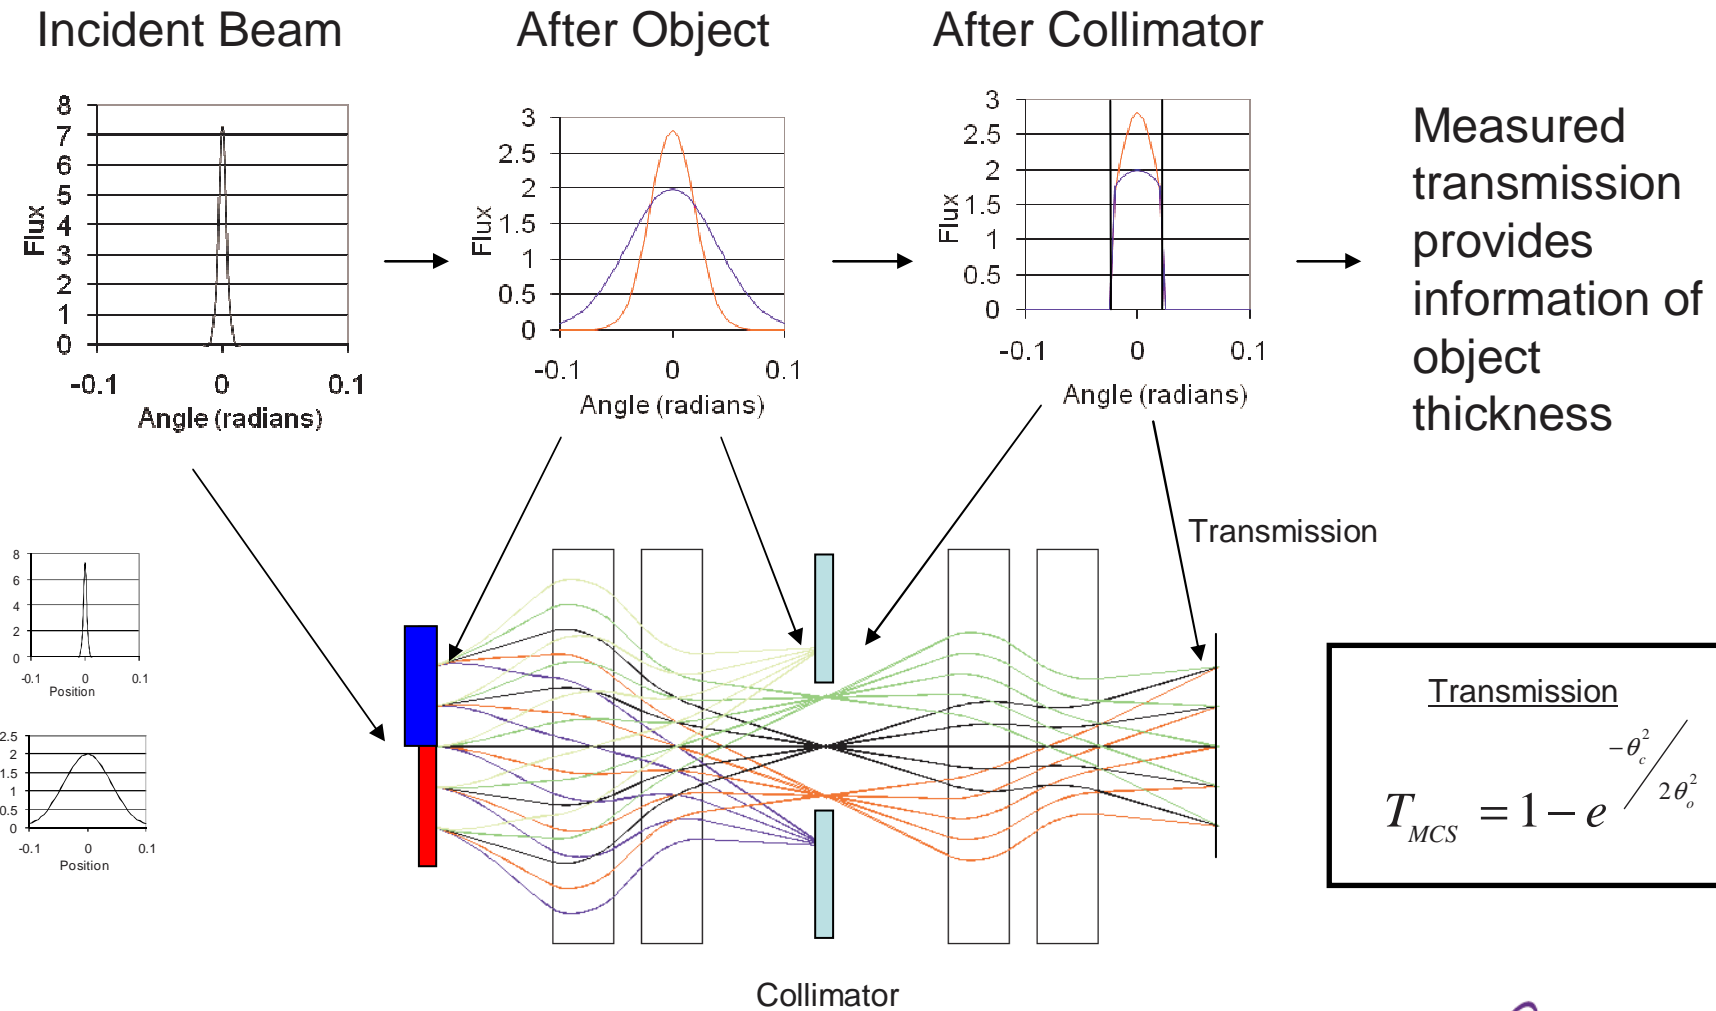 Incident Beam
After Object
After Collimator
8
7
6
5
4
3
2
1
0
Flux
-0.1 0 0.1
Angle (radians)
3
2.5
2
1.5
1
0.5
0
Flux
-0.1 0 0.1
Angle (radians)
3
2.5
2
1.5
1
0.5
0
Flux
-0.1 0 0.1
Angle (radians)
Measured
transmission
provides
information of
object
thickness
Transmission
8
6
4
2
0
-0.1 0 0.1
Position
2.5
2
1.5
1
0.5
0
-0.1 0 0.1
Position
Collimator
Transmission
T_MCS = 1 − e^(−θ_c^2 / 2θ_o^2)